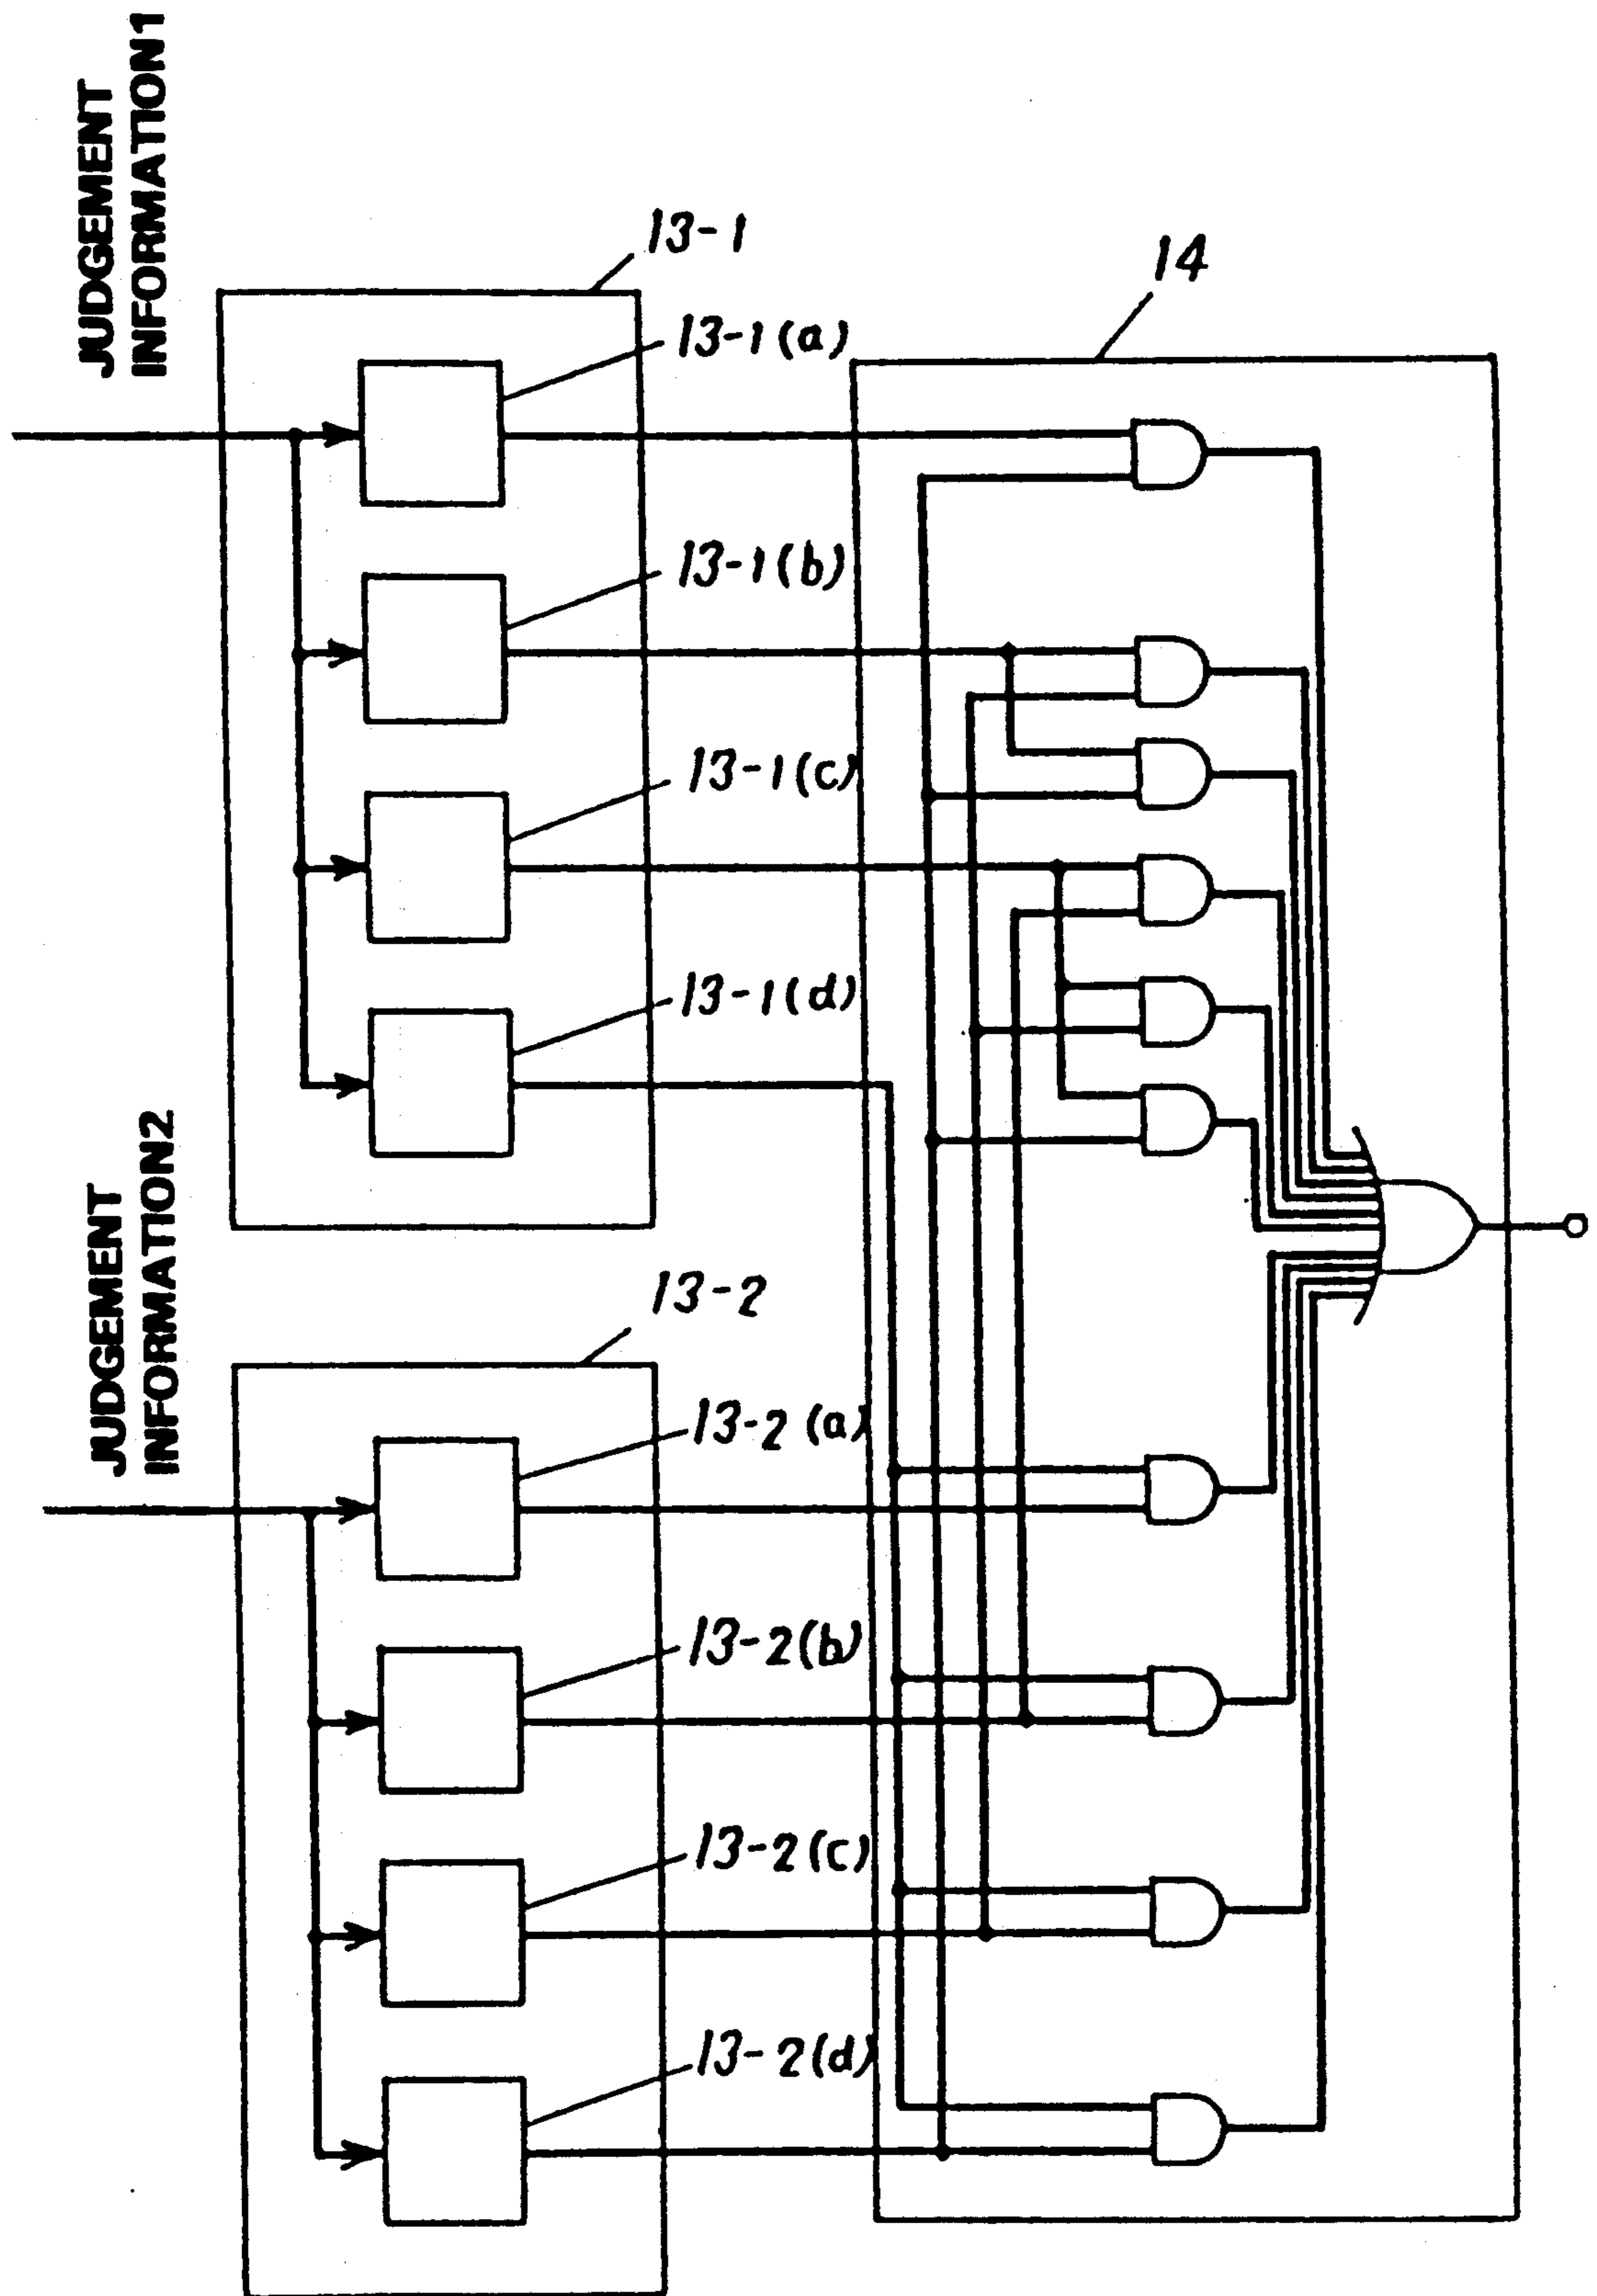 JUDGEMENT
INFORMATION1
13-1
13-1(a)
14
13-1(b)
13-1(c)
13-1(d)
JUDGEMENT
INFORMATION2
13-2
13-2(a)
13-2(b)
13-2(c)
13-2(d)